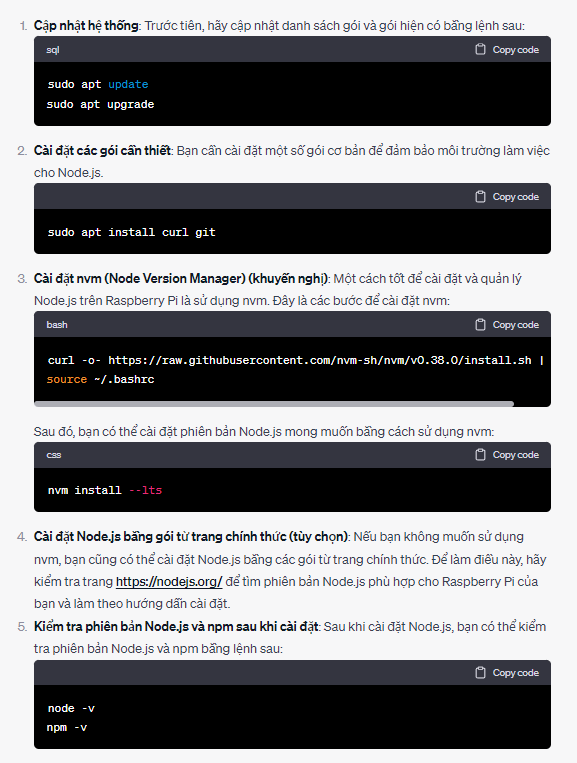 1. Cập nhật hệ thống: Trước tiên, hãy cập nhật danh sách gói và gói hiện có bằng lệnh sau:
sql Copy code
sudo apt update
sudo apt upgrade
2. Cài đặt các gói cần thiết: Bạn cần cài đặt một số gói cơ bản để đảm bảo môi trường làm việc
cho Node.js.
Copy code
sudo apt install curl git
3. Cài đặt nvm (Node Version Manager) (khuyến nghị): Một cách tốt để cài đặt và quản lý
Node.js trên Raspberry Pi là sử dụng nvm. Đây là các bước để cài đặt nvm:
bash Copy code
curl -o- https://raw.githubusercontent.com/nvm-sh/nvm/v0.38.0/install.sh |
source ~/.bashrc
Sau đó, bạn có thể cài đặt phiên bản Node.js mong muốn bằng cách sử dụng nvm:
css Copy code
nvm install --lts
4. Cài đặt Node.js bằng gói từ trang chính thức (tùy chọn): Nếu bạn không muốn sử dụng
nvm, bạn cũng có thể cài đặt Node.js bằng các gói từ trang chính thức. Để làm điều này, hãy
kiểm tra trang https://nodejs.org/ để tìm phiên bản Node.js phù hợp cho Raspberry Pi của
bạn và làm theo hướng dẫn cài đặt.
5. Kiểm tra phiên bản Node.js và npm sau khi cài đặt: Sau khi cài đặt Node.js, bạn có thể kiểm
tra phiên bản Node.js và npm bằng lệnh sau:
Copy code
node -v
npm -v